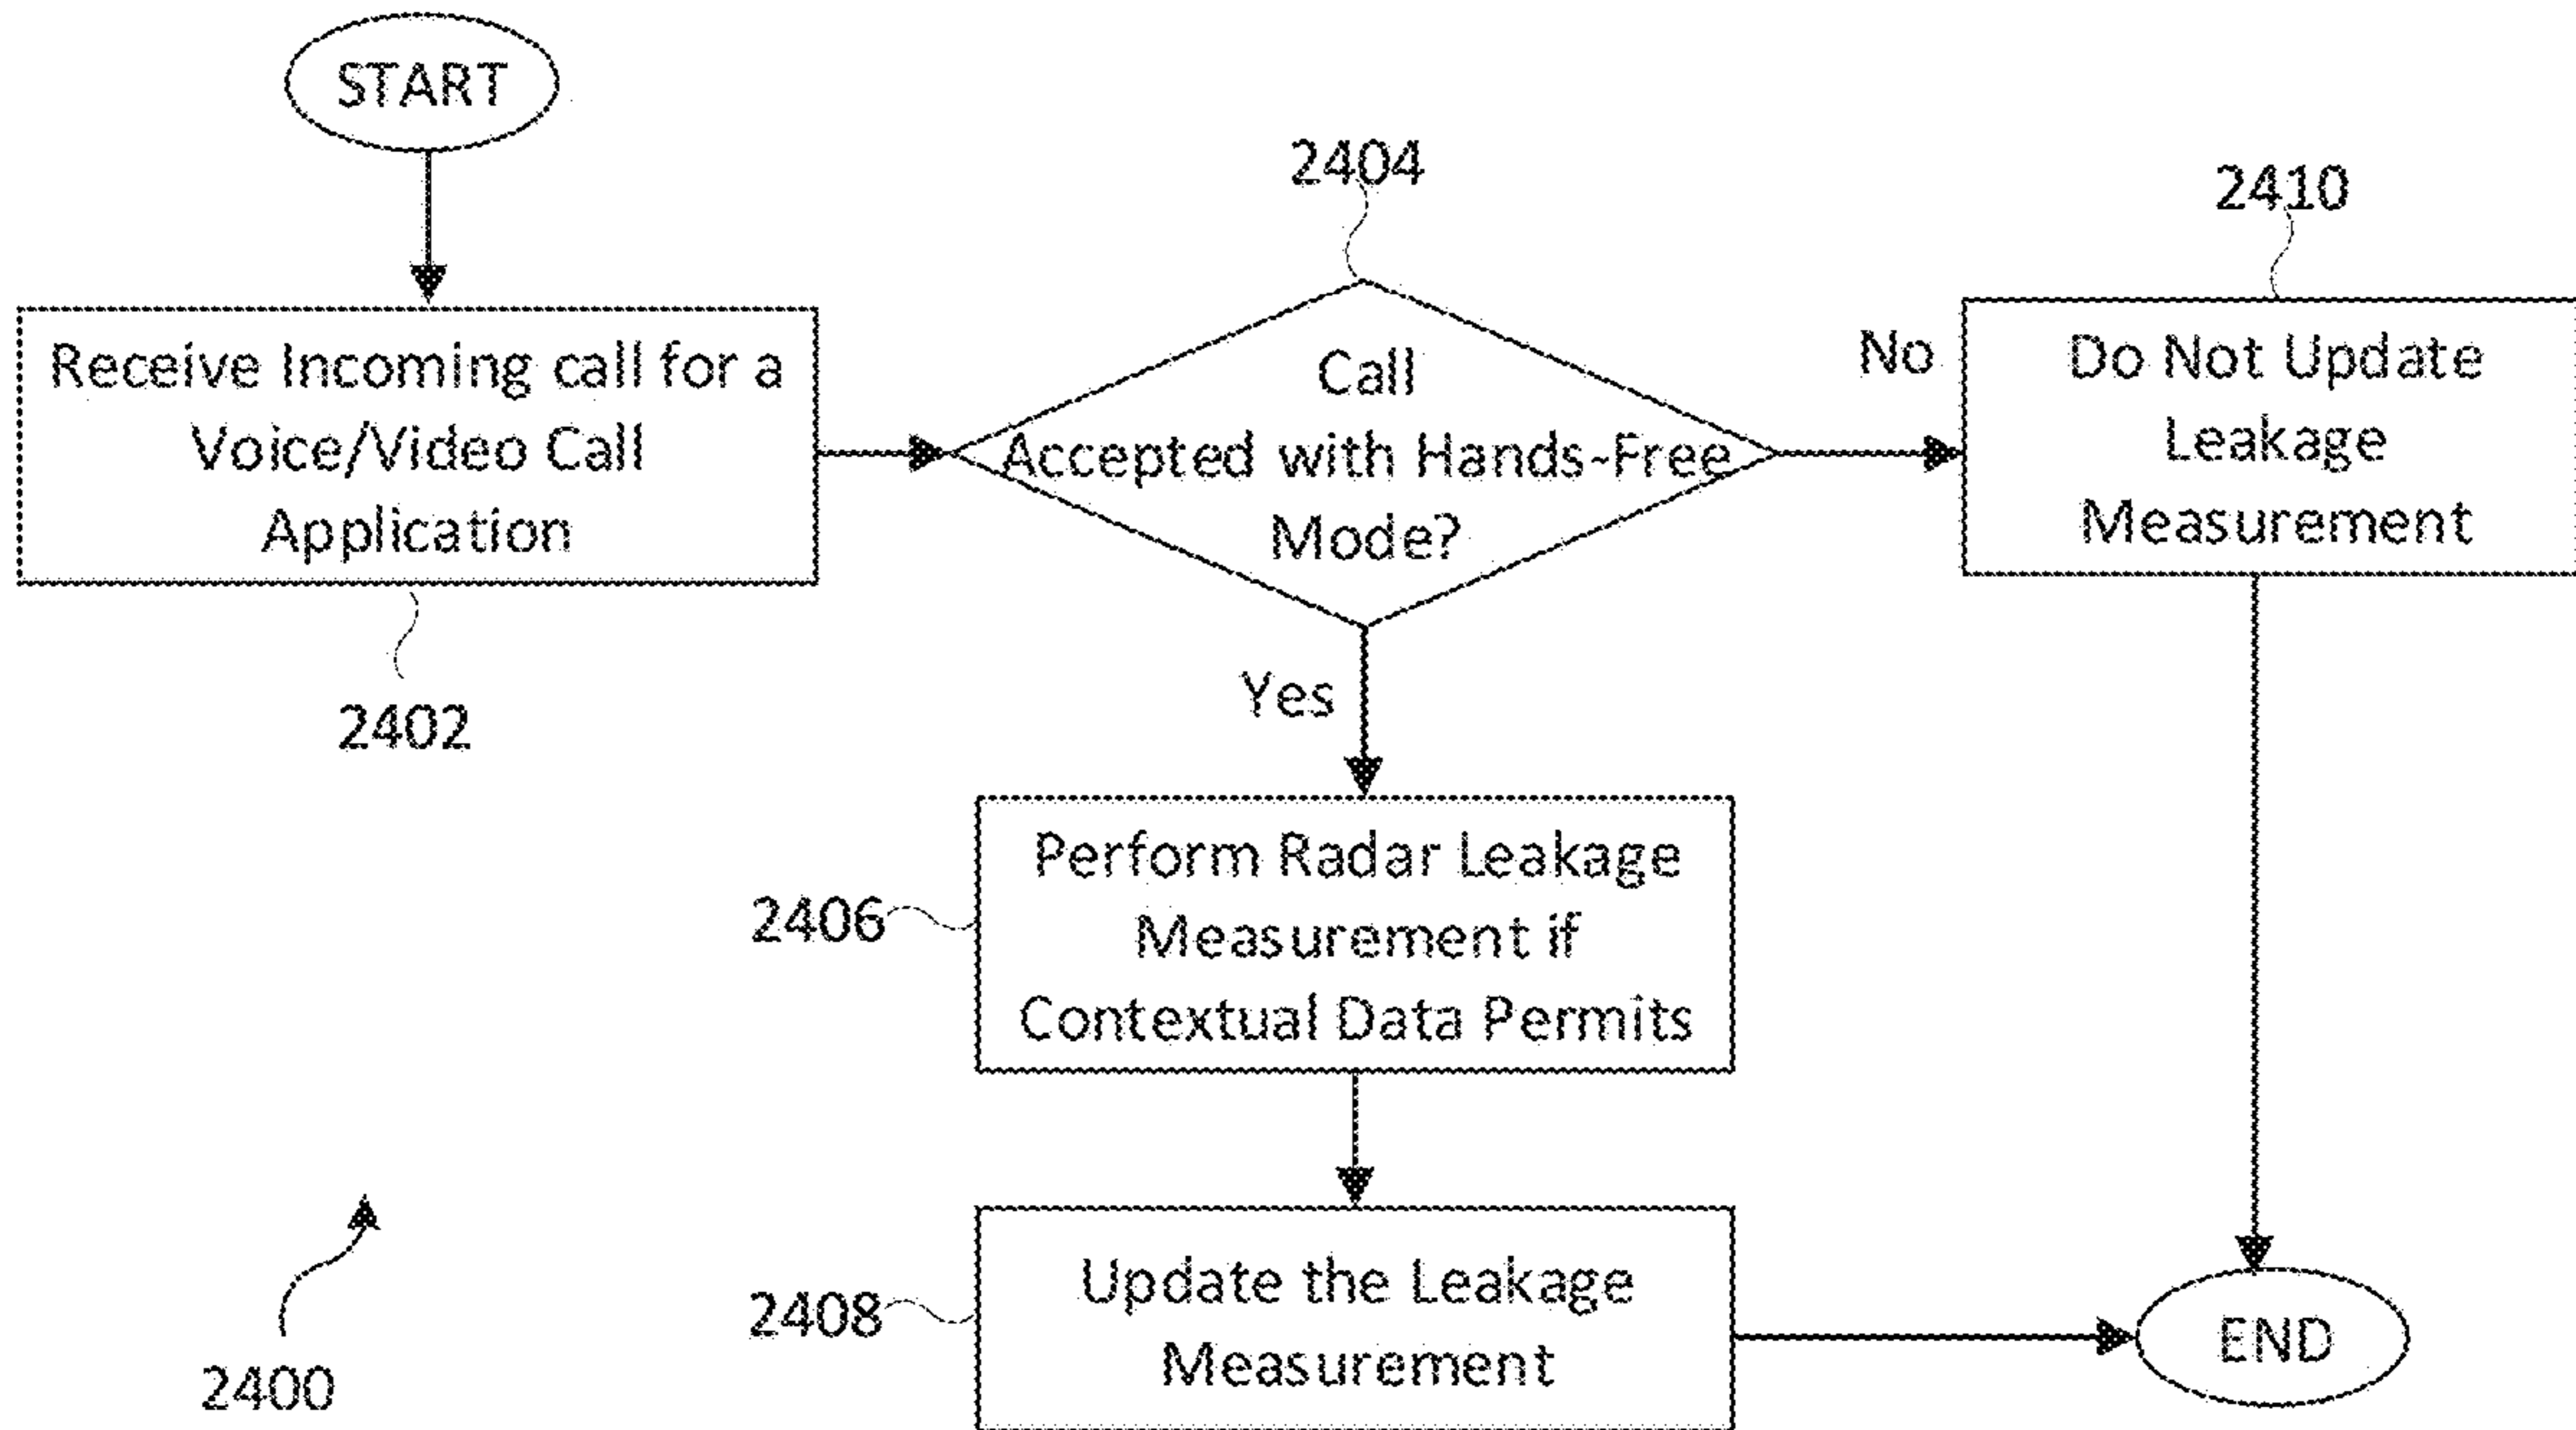 START
Receive Incoming call for a
Voice/Video Call
Application
2402
2404
Call
Accepted with Hands-Free
Mode?
No
2410
Do Not Update
Leakage
Measurement
Yes
2406
Perform Radar Leakage
Measurement if
Contextual Data Permits
2408
Update the Leakage
Measurement
END
2400